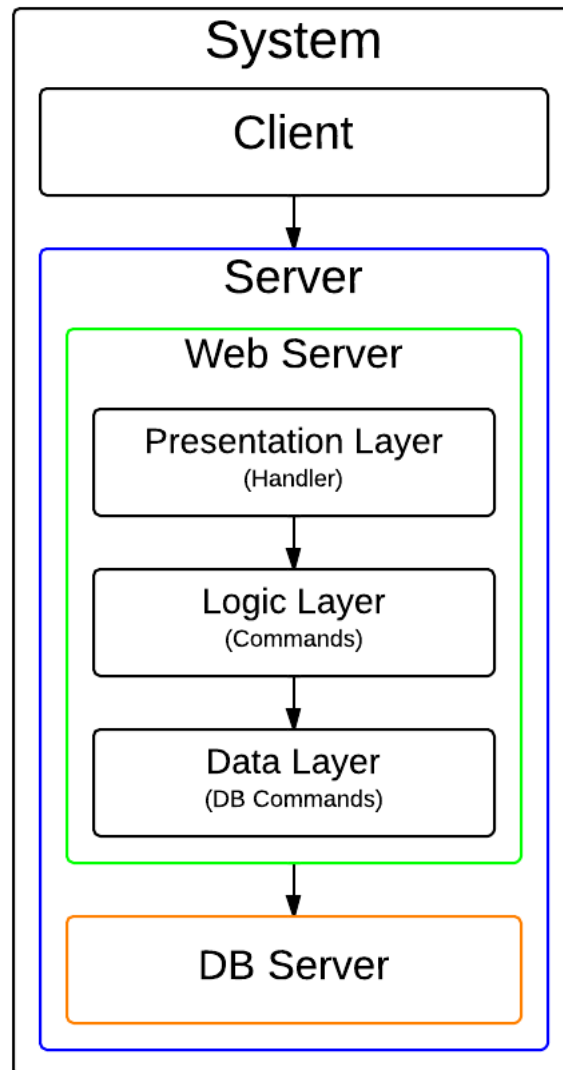 System
Client
Server
Web Server
Presentation Layer
(Handler)
Logic Layer
(Commands)
Data Layer
(DB Commands)
DB Server